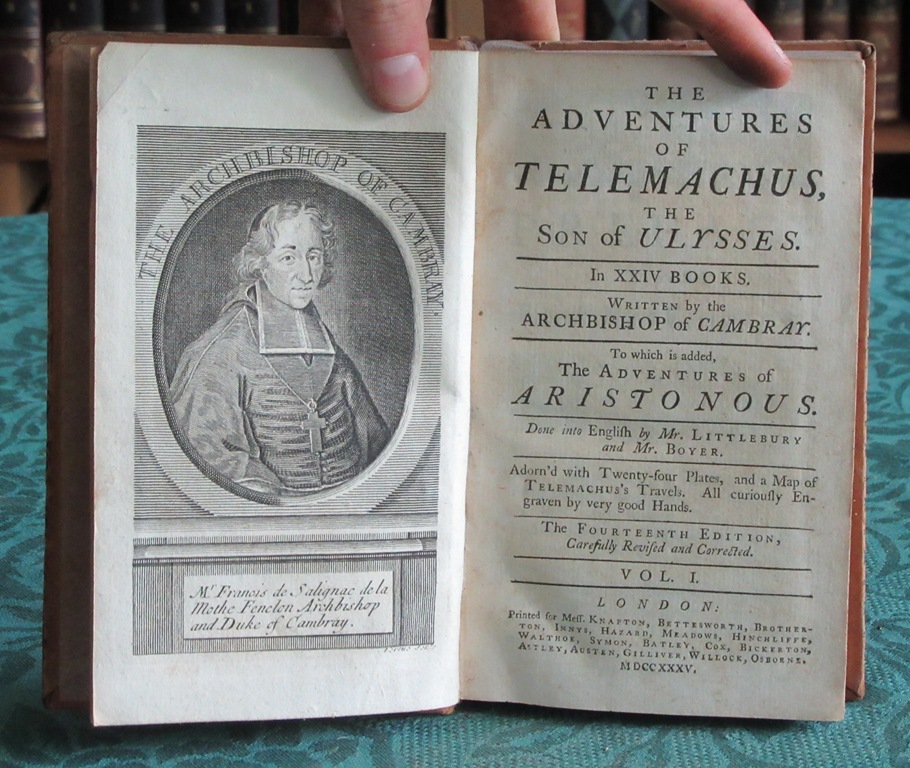 THE ARCHBISHOP OF CAMBRAY.
Mr Francis de Salignac de la
Mothe Fenelon Archbishop
and Duke of Cambray.
THE
ADVENTURES
OF
TELEMACHUS,
THE
SON of ULYSSES.
In XXIV BOOKS.
WRITTEN by the
ARCHBISHOP of CAMBRAY.
To which is added,
The ADVENTURES of
ARISTONOUS.
Done into Engliſh by Mr. LITTLEBURY
and Mr. BOYER.
Adorn'd with Twenty-four Plates, and a Map of
TELEMACHUS's Travels. All curiouſly En-
graven by very good Hands.
The FOURTEENTH EDITION,
Carefully Reviſed and Corrected.
VOL. I.
LONDON:
Printed for Meſſ. KNAPTON, BETTESWORTH, BROTHER-
TON, INNYS, HAZARD, MEADOWS, HINCHLIFFE,
WALTHOE, SYMON, BATLEY, COX, BICKERTON,
ASTLEY, AUSTEN, GILLIVER, WILLOCK, OSBORNE,
MDCCXXXV.